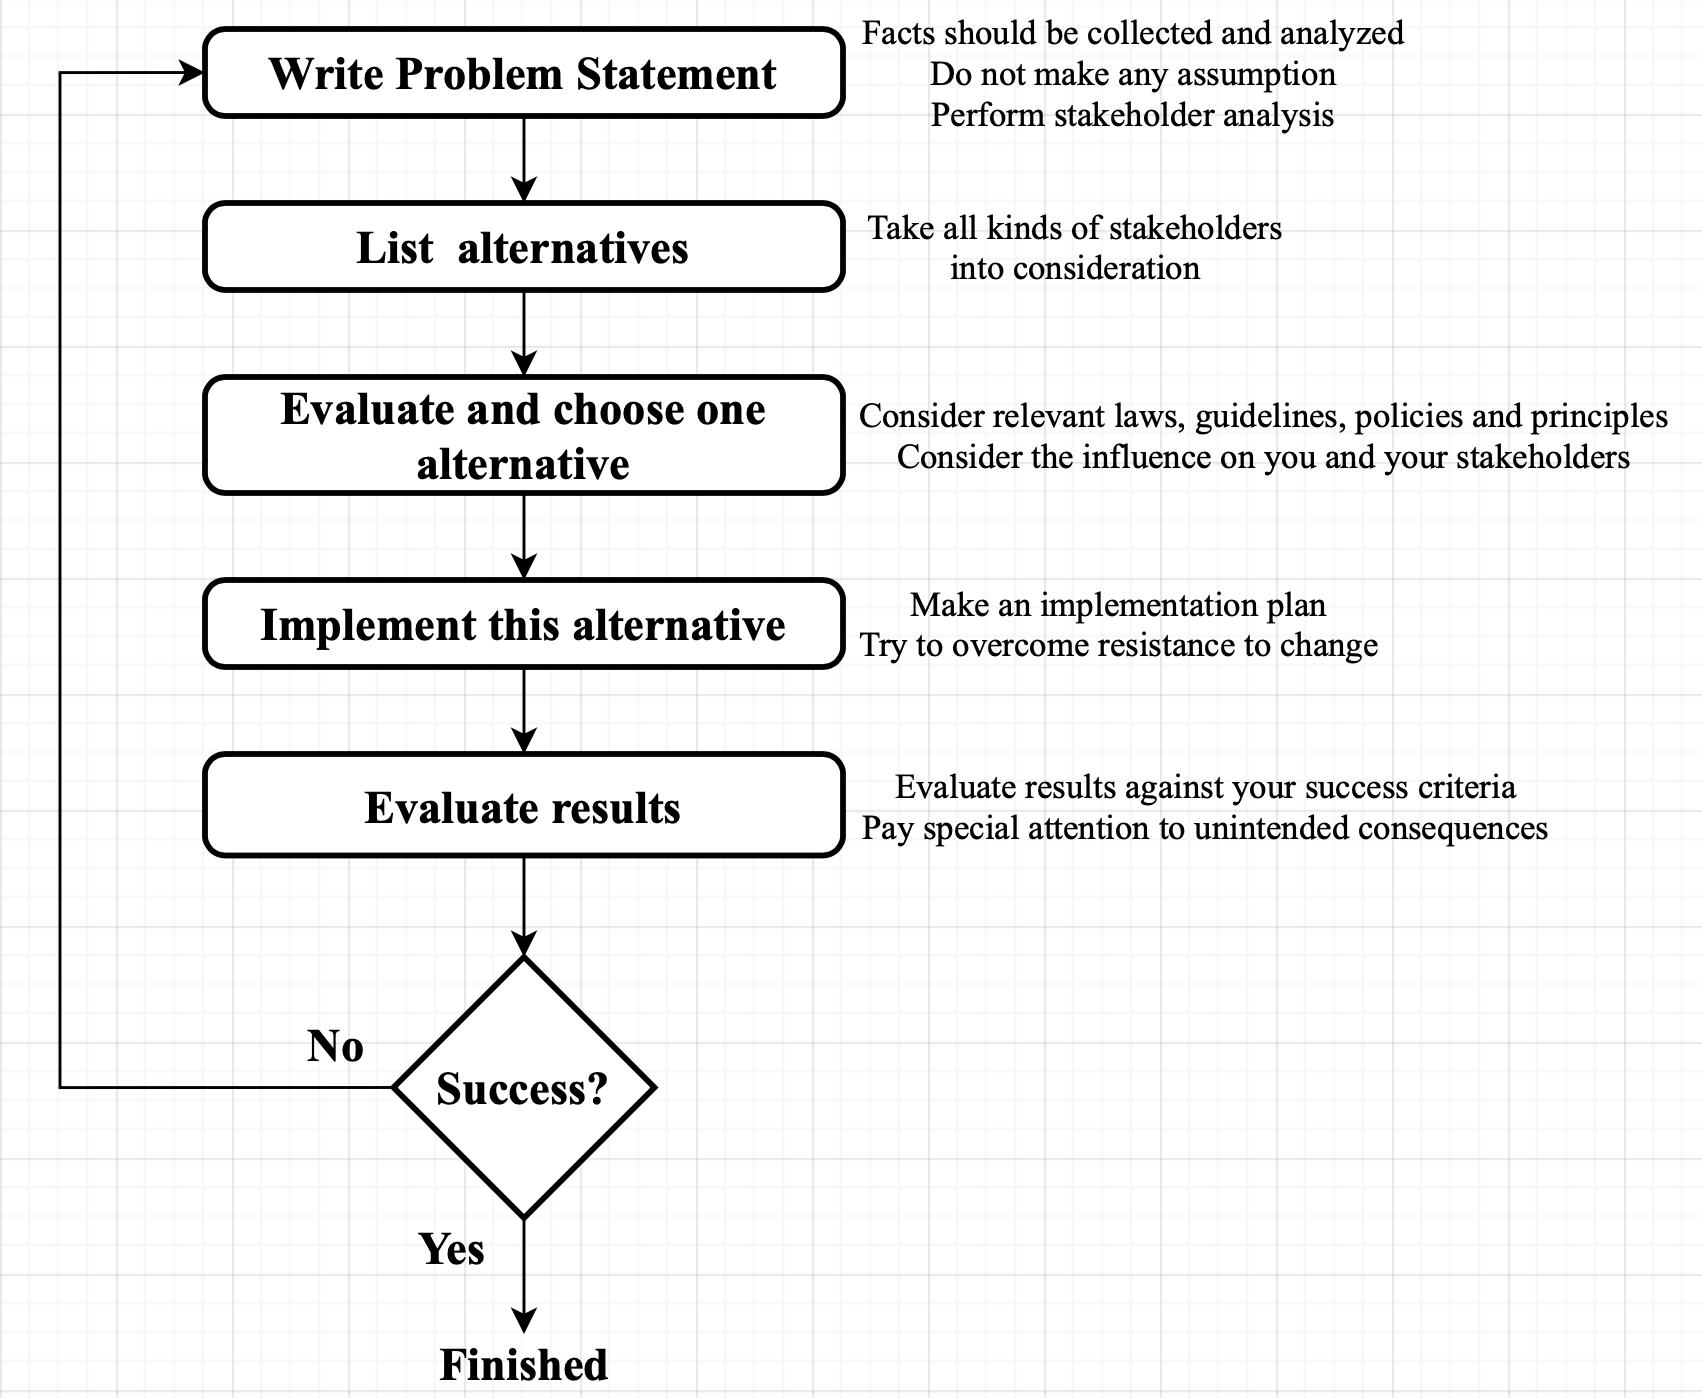 Write Problem Statement
Facts should be collected and analyzed
Do not make any assumption
Perform stakeholder analysis
List alternatives
Take all kinds of stakeholders
into consideration
Evaluate and choose one
alternative
Consider relevant laws, guidelines, policies and principles
Consider the influence on you and your stakeholders
Implement this alternative
Make an implementation plan
Try to overcome resistance to change
Evaluate results
Evaluate results against your success criteria
Pay special attention to unintended consequences
No
Success?
Yes
Finished